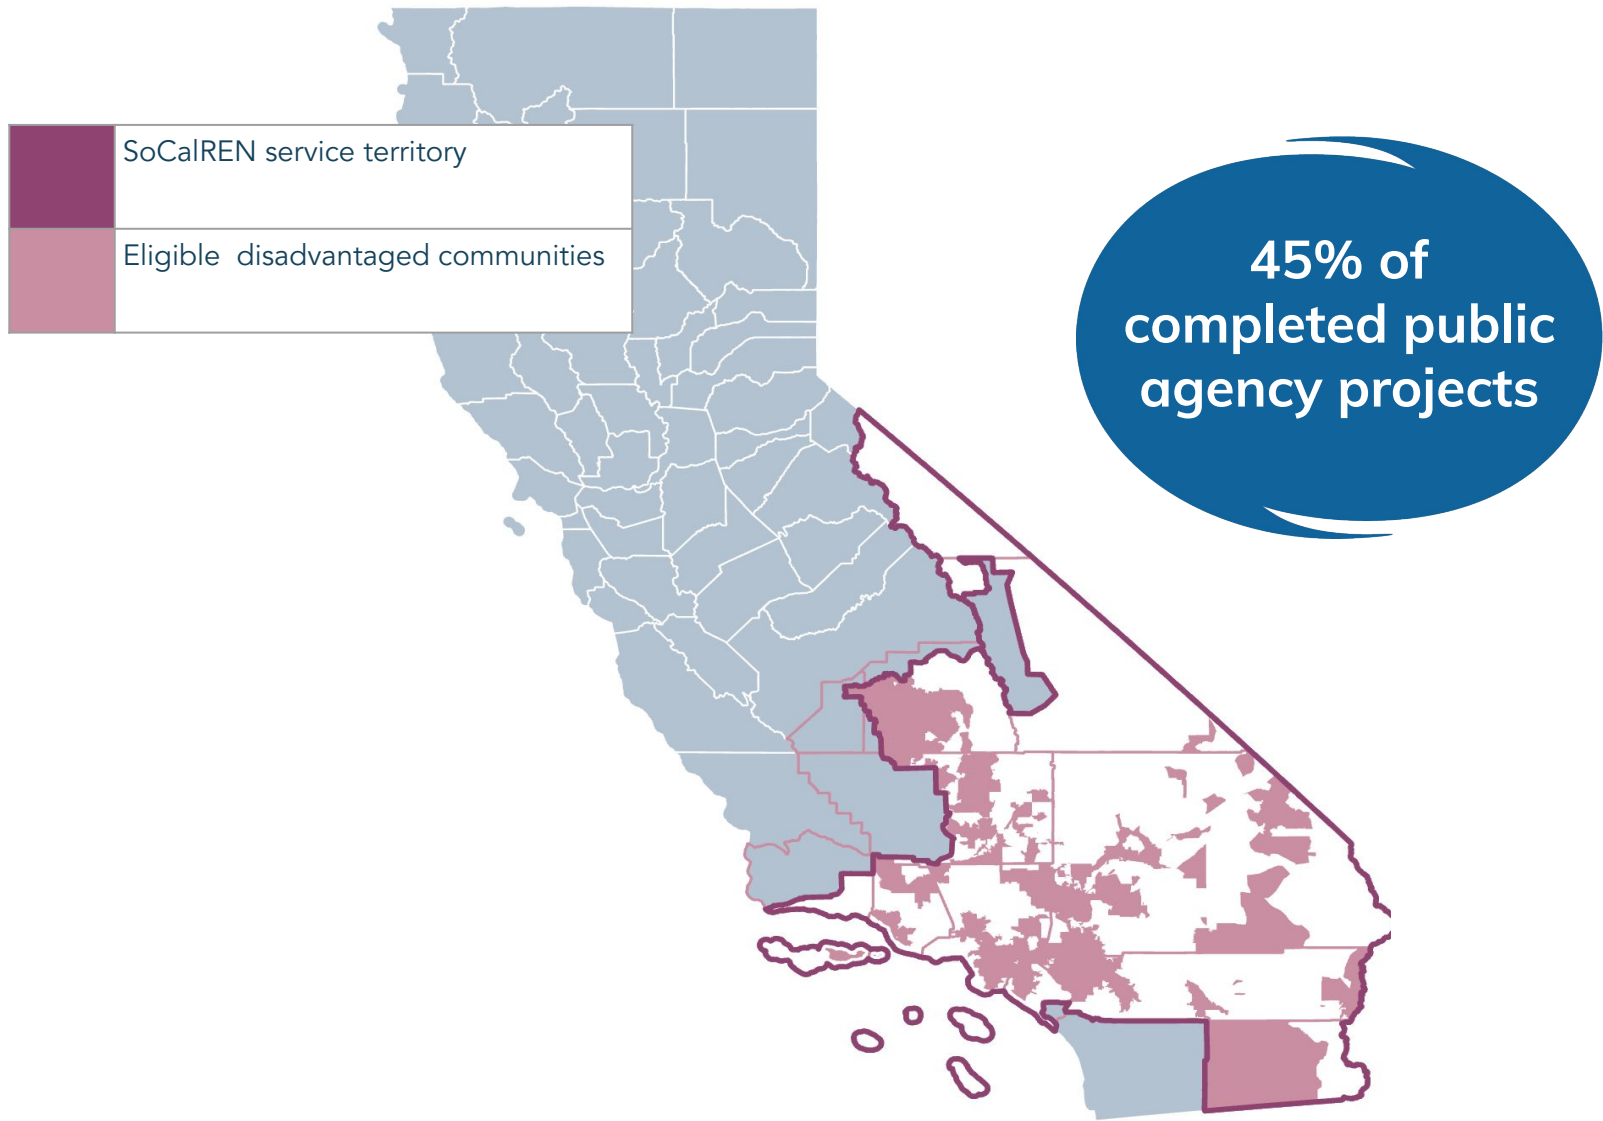 SoCalREN service territory
Eligible disadvantaged communities
45% of
completed public
agency projects